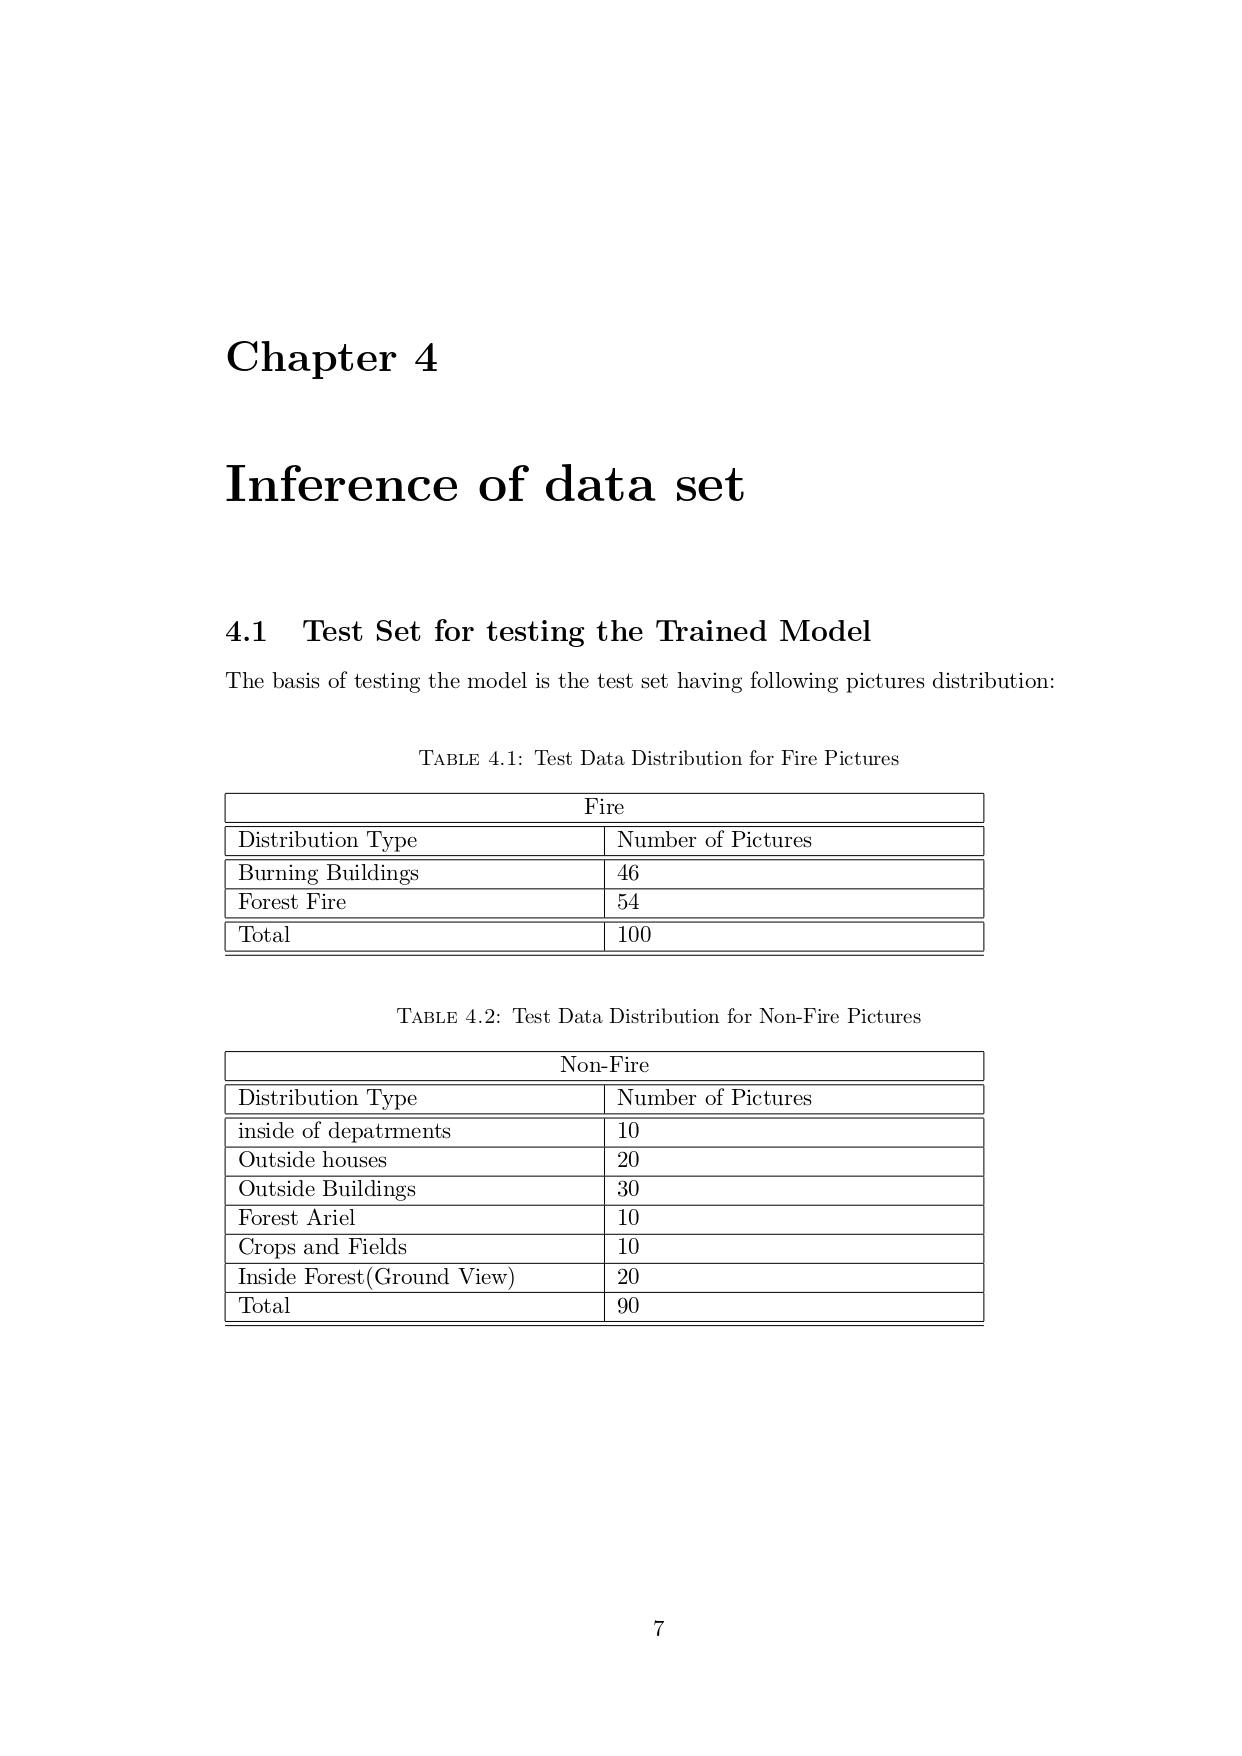 Chapter 4
Inference of data set
4.1 Test Set for testing the Trained Model
The basis of testing the model is the test set having following pictures distribution:
Table 4.1: Test Data Distribution for Fire Pictures
Fire
Distribution Type Number of Pictures
Burning Buildings 46
Forest Fire 54
Total 100
Table 4.2: Test Data Distribution for Non-Fire Pictures
Non-Fire
Distribution Type Number of Pictures
inside of depatrments 10
Outside houses 20
Outside Buildings 30
Forest Ariel 10
Crops and Fields 10
Inside Forest(Ground View) 20
Total 90
7